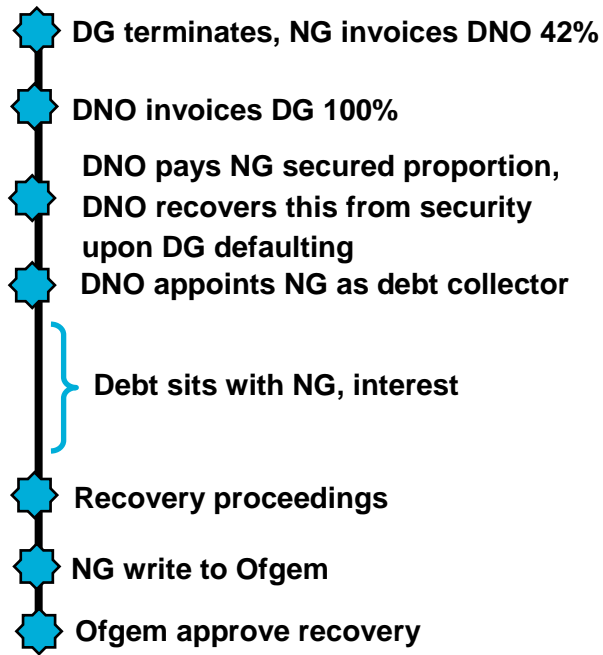 DG terminates, NG invoices DNO 42%
DNO invoices DG 100%
DNO pays NG secured proportion,
DNO recovers this from security
upon DG defaulting
DNO appoints NG as debt collector
Debt sits with NG, interest
Recovery proceedings
NG write to Ofgem
Ofgem approve recovery